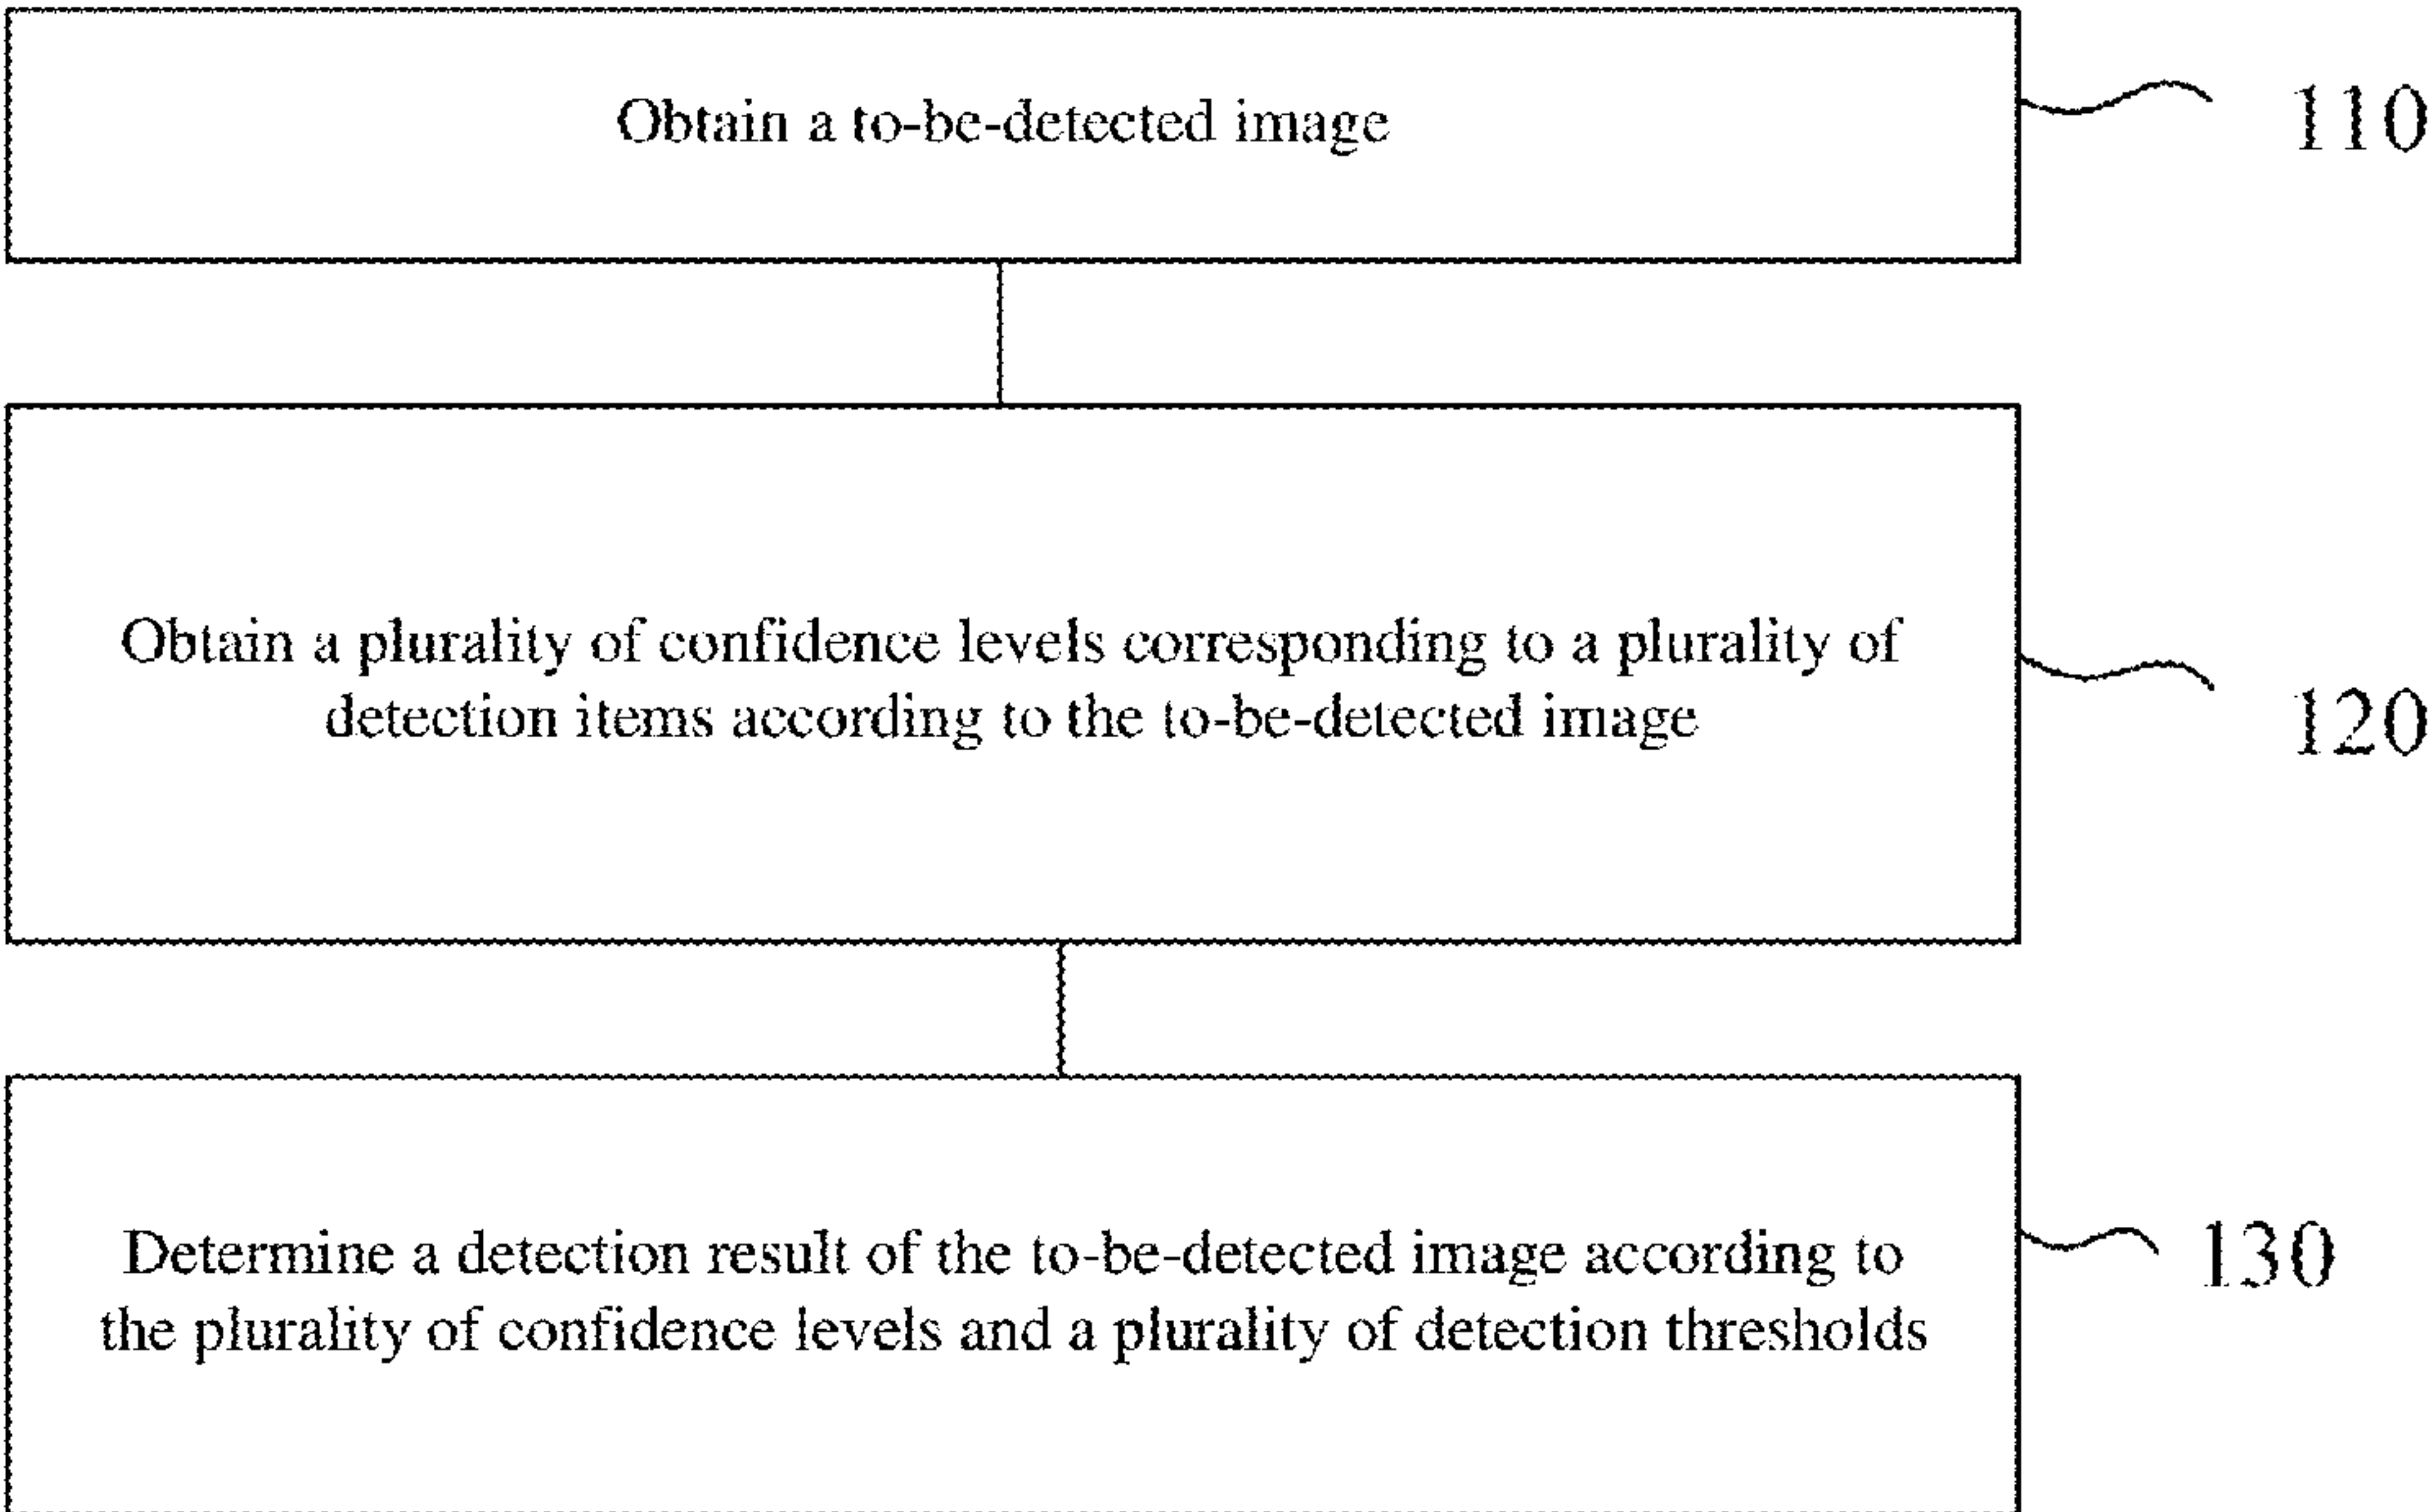 Obtain a to-be-detected image
110
Obtain a plurality of confidence levels corresponding to a plurality of
detection items according to the to-be-detected image
120
Determine a detection result of the to-be-detected image according to
the plurality of confidence levels and a plurality of detection thresholds
130